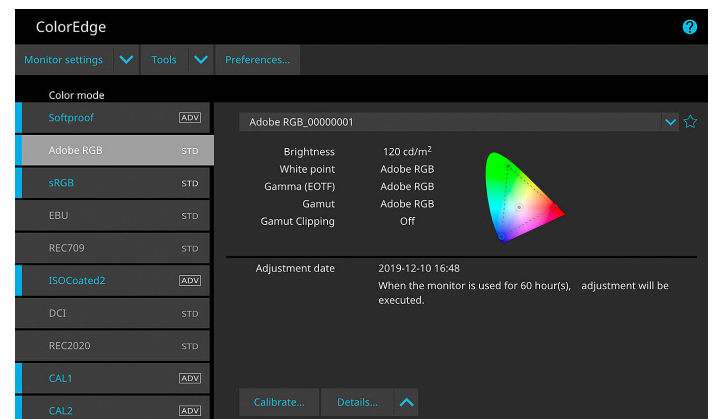 ColorEdge
?
Monitor settings Tools Preferences...
Color mode
Softproof ADV
Adobe RGB STD
sRGB STD
EBU STD
REC709 STD
ISOCoated2 ADV
DCI STD
REC2020 STD
CAL1 ADV
CAL2 ADV
Adobe RGB_00000001
Brightness 120 cd/m²
White point Adobe RGB
Gamma (EOTF) Adobe RGB
Gamut Adobe RGB
Gamut Clipping Off
Adjustment date 2019-12-10 16:48
When the monitor is used for 60 hour(s), adjustment will be
executed.
Calibrate... Details...